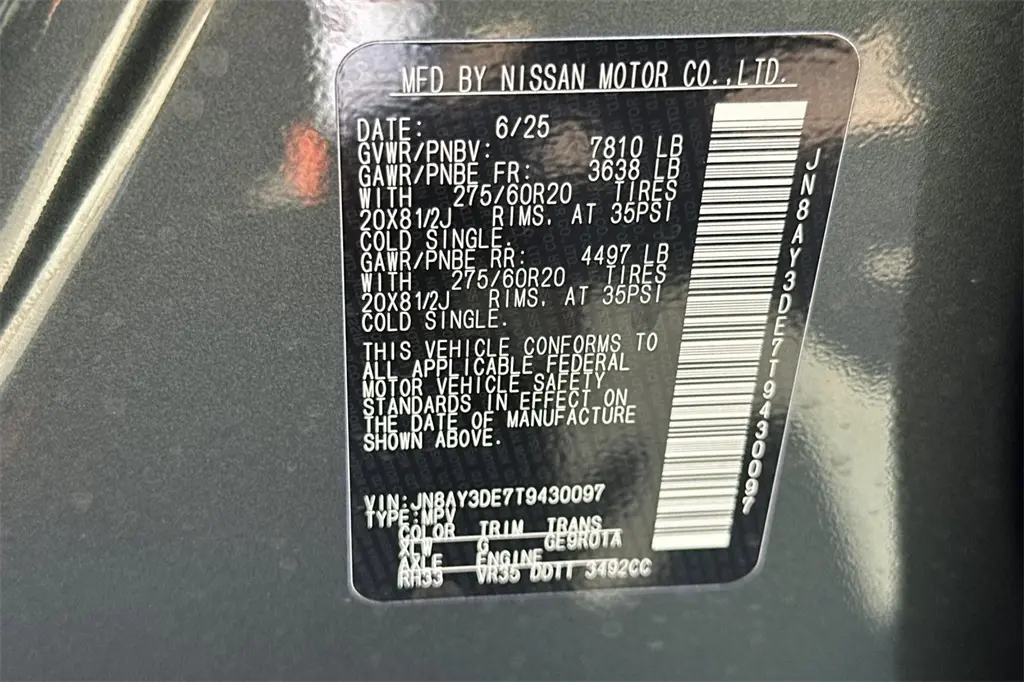 MFD BY NISSAN MOTOR CO.,LTD.
DATE: 6/25
GVWR/PNBV: 7810 LB
GAWR/PNBE FR: 3638 LB
WITH 275/60R20 TIRES
20X81/2J RIMS, AT 35PSI
COLD SINGLE.
GAWR/PNBE RR: 4497 LB
WITH 275/60R20 TIRES
20X81/2J RIMS, AT 35PSI
COLD SINGLE.
THIS VEHICLE CONFORMS TO
ALL APPLICABLE FEDERAL
MOTOR VEHICLE SAFETY
STANDARDS IN EFFECT ON
THE DATE OF MANUFACTURE
SHOWN ABOVE.
VIN:JN8AY3DE7T9430097
TYPE:MPV
COLOR TRIM TRANS
XLW G GE9R01A
AXLE ENGINE
RH33 VR35 DDTT 3492CC
JN8AY3DE7T9430097